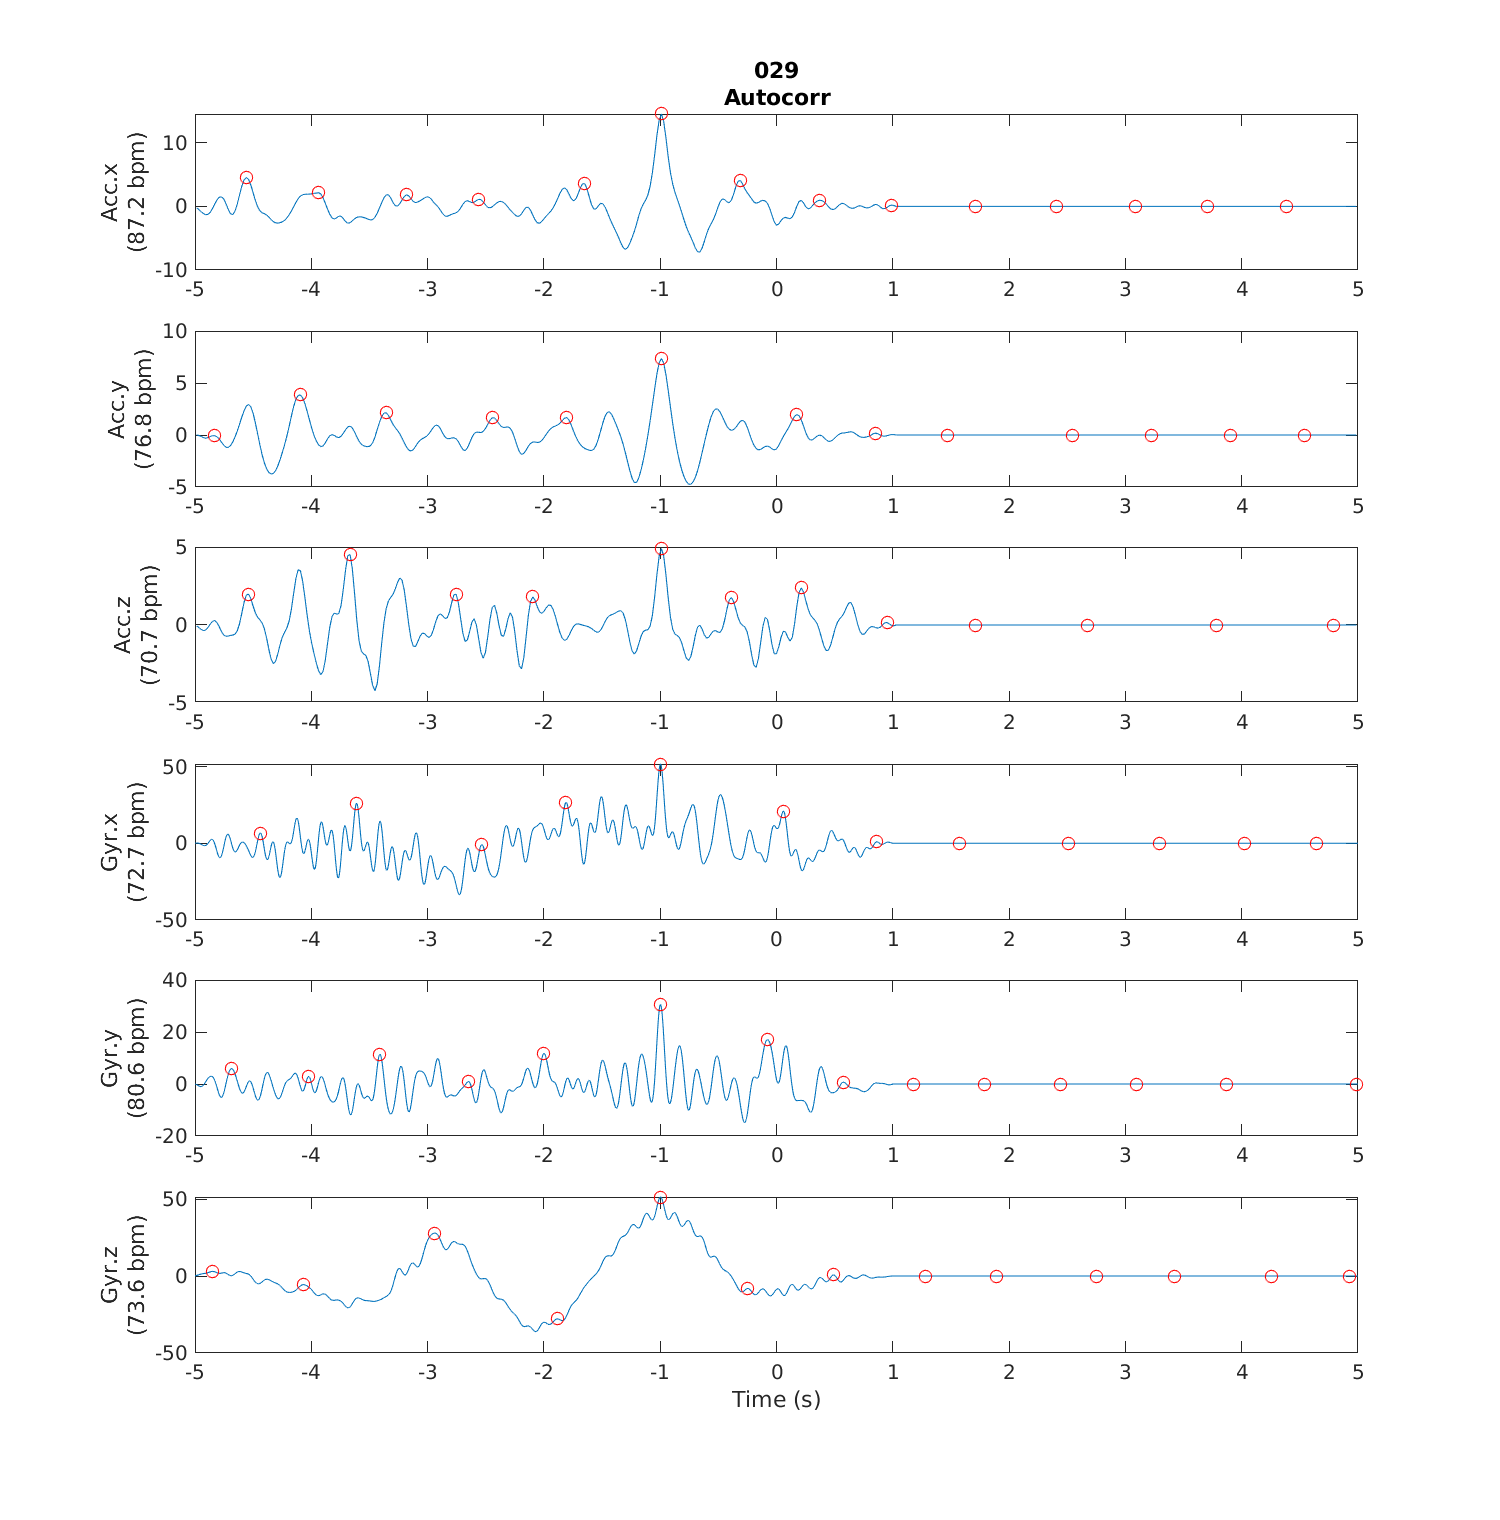 029
Autocorr
Acc.x
(87.2 bpm)
10
0
-10
-5 -4 -3 -2 -1 0 1 2 3 4 5
Acc.y
(76.8 bpm)
10
5
0
-5
-5 -4 -3 -2 -1 0 1 2 3 4 5
Acc.z
(70.7 bpm)
5
0
-5
-5 -4 -3 -2 -1 0 1 2 3 4 5
Gyr.x
(72.7 bpm)
50
0
-50
-5 -4 -3 -2 -1 0 1 2 3 4 5
Gyr.y
(80.6 bpm)
40
20
0
-20
-5 -4 -3 -2 -1 0 1 2 3 4 5
Gyr.z
(73.6 bpm)
50
0
-50
-5 -4 -3 -2 -1 0 1 2 3 4 5
Time (s)